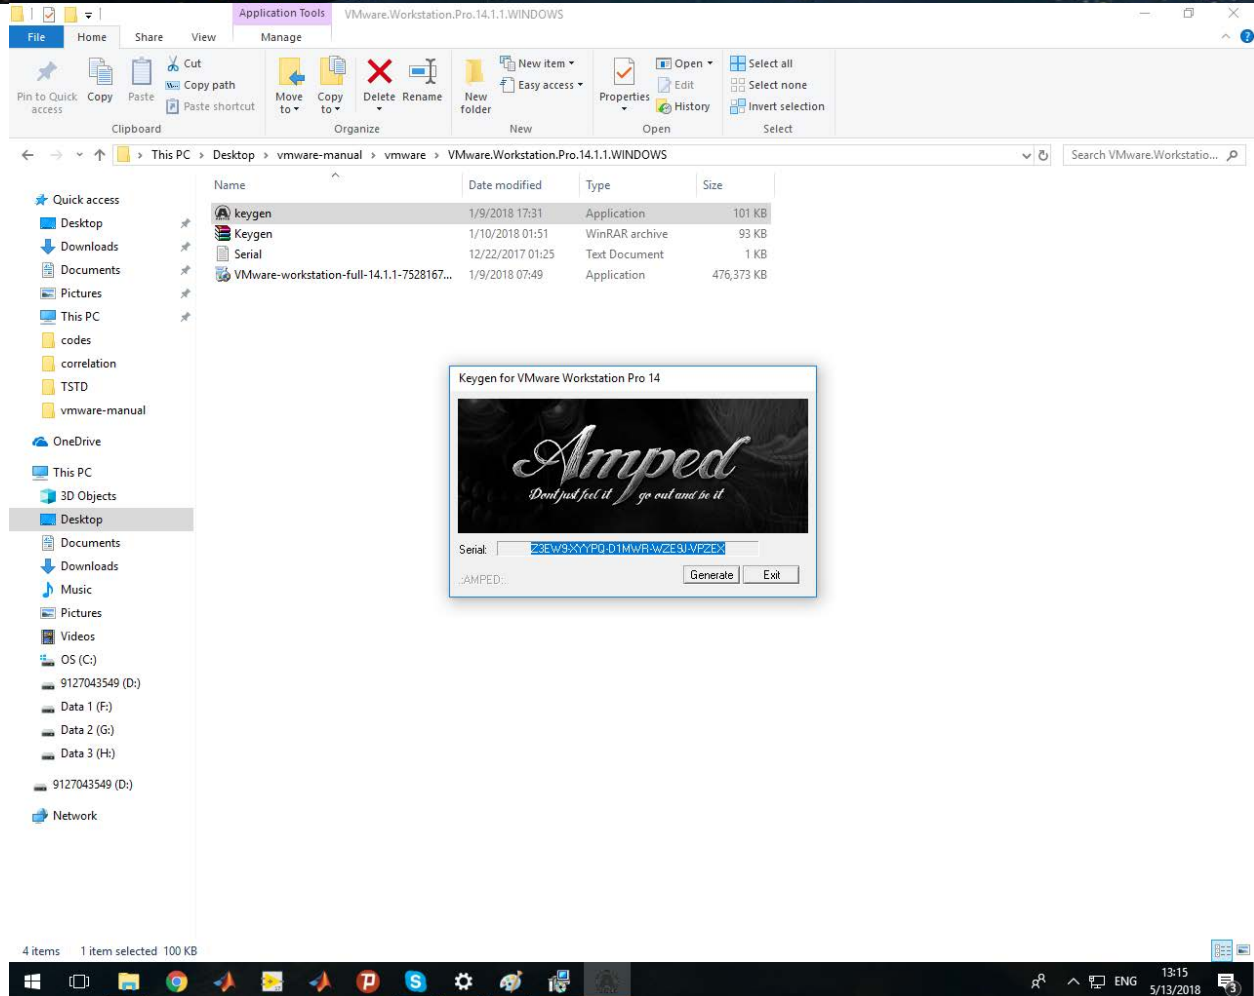 Application Tools VMware.Workstation.Pro.14.1.1.WINDOWS
File Home Share View Manage
Pin to Quick access
Copy
Paste
Cut
Copy path
Paste shortcut
Clipboard
Move to
Copy to
Delete
Rename
Organize
New folder
New item
Easy access
New
Properties
Open
Edit
History
Open
Select all
Select none
Invert selection
Select
This PC > Desktop > vmware-manual > vmware > VMware.Workstation.Pro.14.1.1.WINDOWS
Search VMware.Workstatio...
Name Date modified Type Size
keygen 1/9/2018 17:31 Application 101 KB
Keygen 1/10/2018 01:51 WinRAR archive 93 KB
Serial 12/22/2017 01:25 Text Document 1 KB
VMware-workstation-full-14.1.1-7528167... 1/9/2018 07:49 Application 476,373 KB
Quick access
Desktop
Downloads
Documents
Pictures
This PC
codes
correlation
TSTD
vmware-manual
OneDrive
This PC
3D Objects
Desktop
Documents
Downloads
Music
Pictures
Videos
OS (C:)
9127043549 (D:)
Data 1 (F:)
Data 2 (G:)
Data 3 (H:)
9127043549 (D:)
Network
Keygen for VMware Workstation Pro 14
Amped
Dont just feel it go out and be it
Serial: Z3EW9-XYYPQ-D1MWR-WZE9J-VPZEX
.:AMPED:.
Generate Exit
4 items 1 item selected 100 KB
ENG
13:15
5/13/2018
3